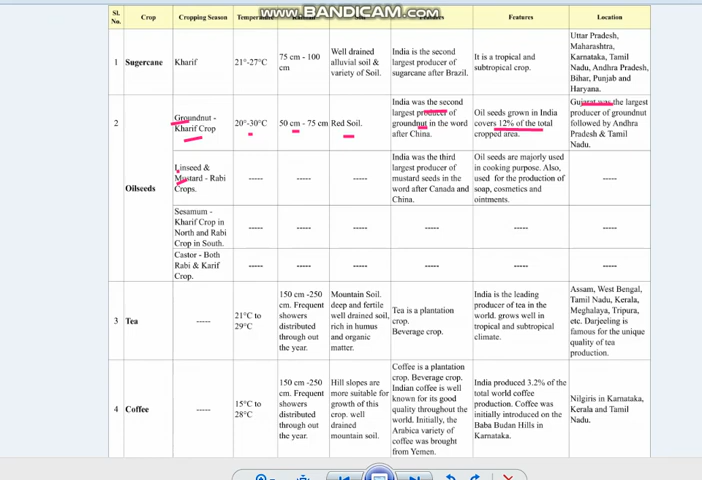 www.BANDICAM.com
Sl. No. Crop Cropping Season Features Location
1 Sugercane Kharif 21°-27°C 75 cm - 100 cm Well drained alluvial soil & variety of Soil. India is the second largest producer of sugarcane after Brazil. It is a tropical and subtropical crop. Uttar Pradesh, Maharashtra, Karnataka, Tamil Nadu, Andhra Pradesh, Bihar, Punjab and Haryana.
2 Oilseeds Groundnut - Kharif Crop 20°-30°C 50 cm - 75 cm Red Soil. India was the second largest producer of groundnut in the word after China. Oil seeds grown in India covers 12% of the total cropped area. Gujarat was the largest producer of groundnut followed by Andhra Pradesh & Tamil Nadu.
Linseed & Mustard - Rabi Crops. ----- ----- ----- India was the third largest producer of mustard seeds in the word after Canada and China. Oil seeds are majorly used in cooking purpose. Also, used for the production of soap, cosmetics and ointments. -----
Sesamum - Kharif Crop in North and Rabi Crop in South. ----- ----- ----- ----- ----- -----
Castor - Both Rabi & Karif Crop. ----- ----- ----- ----- ----- -----
3 Tea ----- 21°C to 29°C 150 cm -250 cm. Frequent showers distributed through out the year. Mountain Soil. deep and fertile well drained soil, rich in humus and organic matter. Tea is a plantation crop. Beverage crop. India is the leading producer of tea in the world. grows well in tropical and subtropical climate. Assam, West Bengal, Tamil Nadu, Kerala, Meghalaya, Tripura, etc. Darjeeling is famous for the unique quality of tea production.
4 Coffee ----- 15°C to 28°C 150 cm -250 cm. Frequent showers distributed through out the year. Hill slopes are more suitable for growth of this crop. well drained mountain soil. Coffee is a plantation crop. Beverage crop. Indian coffee is well known for its good quality throughout the world. Initially, the Arabica variety of coffee was brought from Yemen. India produced 3.2% of the total world coffee production. Coffee was initially introduced on the Baba Budan Hills in Karnataka. Nilgiris in Karnataka, Kerala and Tamil Nadu.